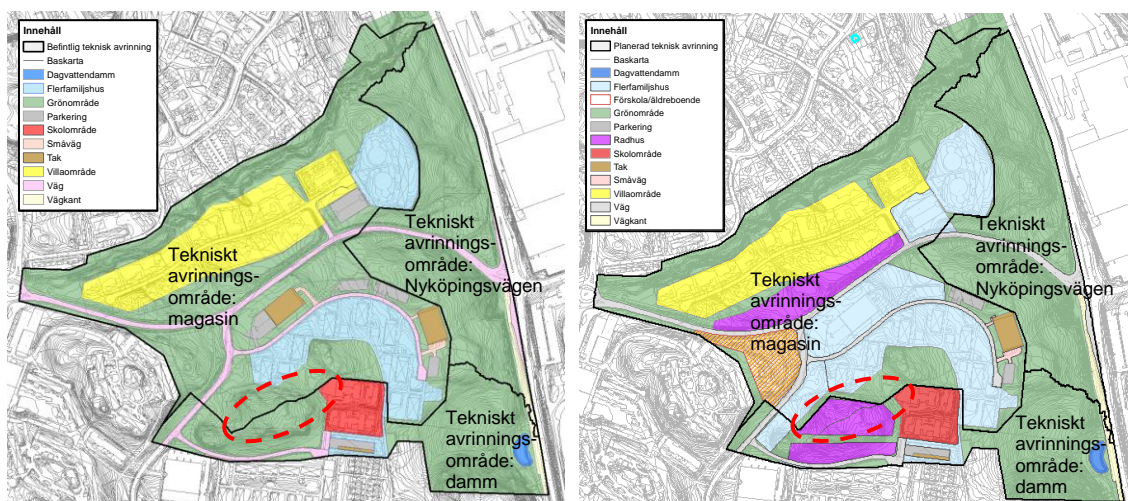 Innehåll
Befintlig teknisk avrinning
Baskarta
Dagvattendamm
Flerfamiljshus
Grönområde
Parkering
Skolområde
Småväg
Tak
Villaområde
Väg
Vägkant
Tekniskt
avrinnings-
område:
magasin
Tekniskt
avrinnings-
område:
Nyköpingsvägen
Tekniskt
avrinnings-
område:
damm
Innehåll
Planerad teknisk avrinning
Baskarta
Dagvattendamm
Flerfamiljshus
Förskola/äldreboende
Grönområde
Parkering
Radhus
Skolområde
Tak
Småväg
Villaområde
Väg
Vägkant
Tekniskt
avrinnings-
område:
magasin
Tekniskt
avrinnings-
område:
Nyköpingsvägen
Tekniskt
avrinnings-
område:
damm